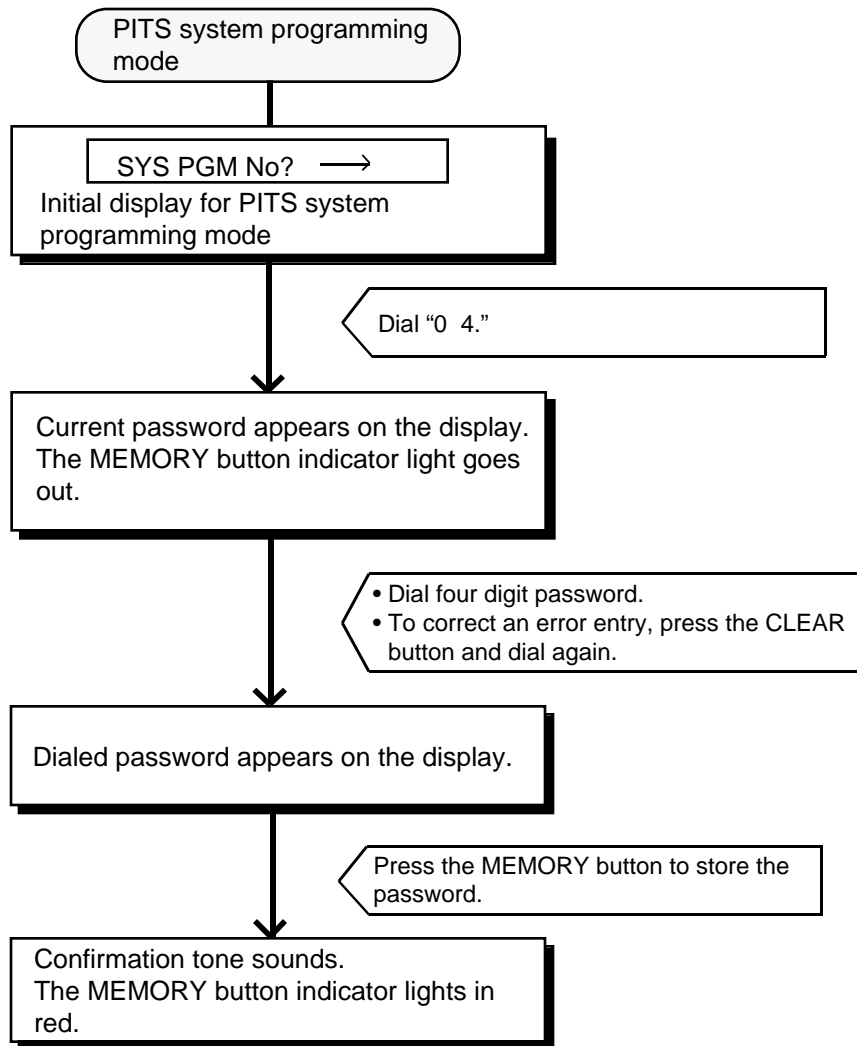 PITS system programming
mode
SYS PGM No? →
Initial display for PITS system
programming mode
Dial “0 4.”
Current password appears on the display.
The MEMORY button indicator light goes
out.
• Dial four digit password.
• To correct an error entry, press the CLEAR
button and dial again.
Dialed password appears on the display.
Press the MEMORY button to store the
password.
Confirmation tone sounds.
The MEMORY button indicator lights in
red.